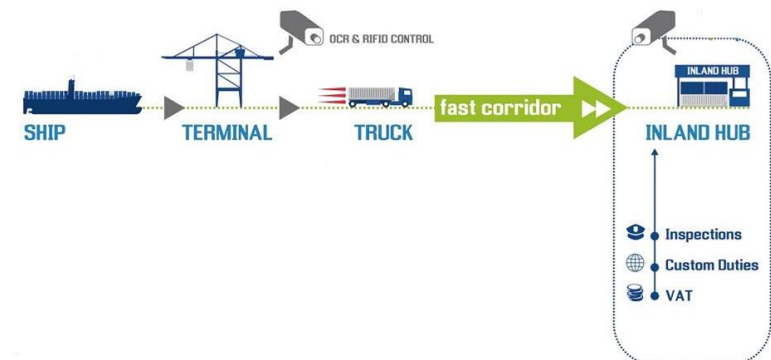 OCR & RIFID CONTROL
INLAND HUB
fast corridor
SHIP
TERMINAL
TRUCK
INLAND HUB
Inspections
Custom Duties
VAT